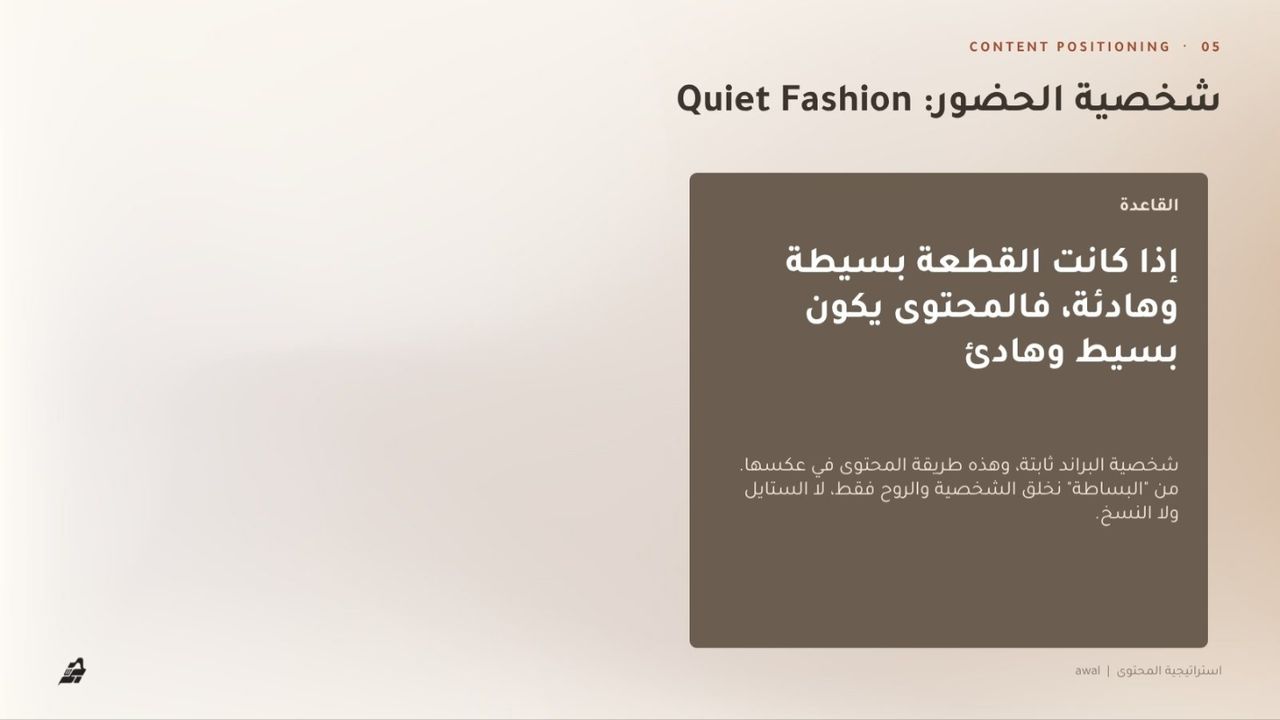 CONTENT POSITIONING · 05
شخصية الحضور: Quiet Fashion
القاعدة
إذا كانت القطعة بسيطة
وهادئة، فالمحتوى يكون
بسيط وهادئ
شخصية البراند ثابتة، وهذه طريقة المحتوى في عكسها.
من "البساطة" نخلق الشخصية والروح فقط، لا الستايل
ولا النسخ.
استراتيجية المحتوى | awal